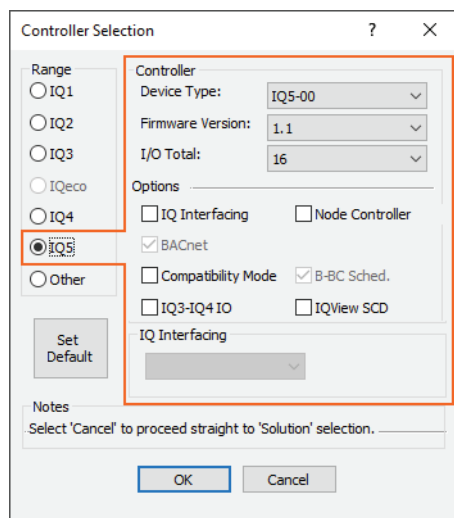 Controller Selection ? ×
Range
IQ1
IQ2
IQ3
IQeco
IQ4
IQ5
Other
Set
Default
Controller
Device Type: IQ5-00
Firmware Version: 1.1
I/O Total: 16
Options
IQ Interfacing Node Controller
BACnet
Compatibility Mode B-BC Sched.
IQ3-IQ4 IO IQView SCD
IQ Interfacing
Notes
Select 'Cancel' to proceed straight to 'Solution' selection.
OK Cancel